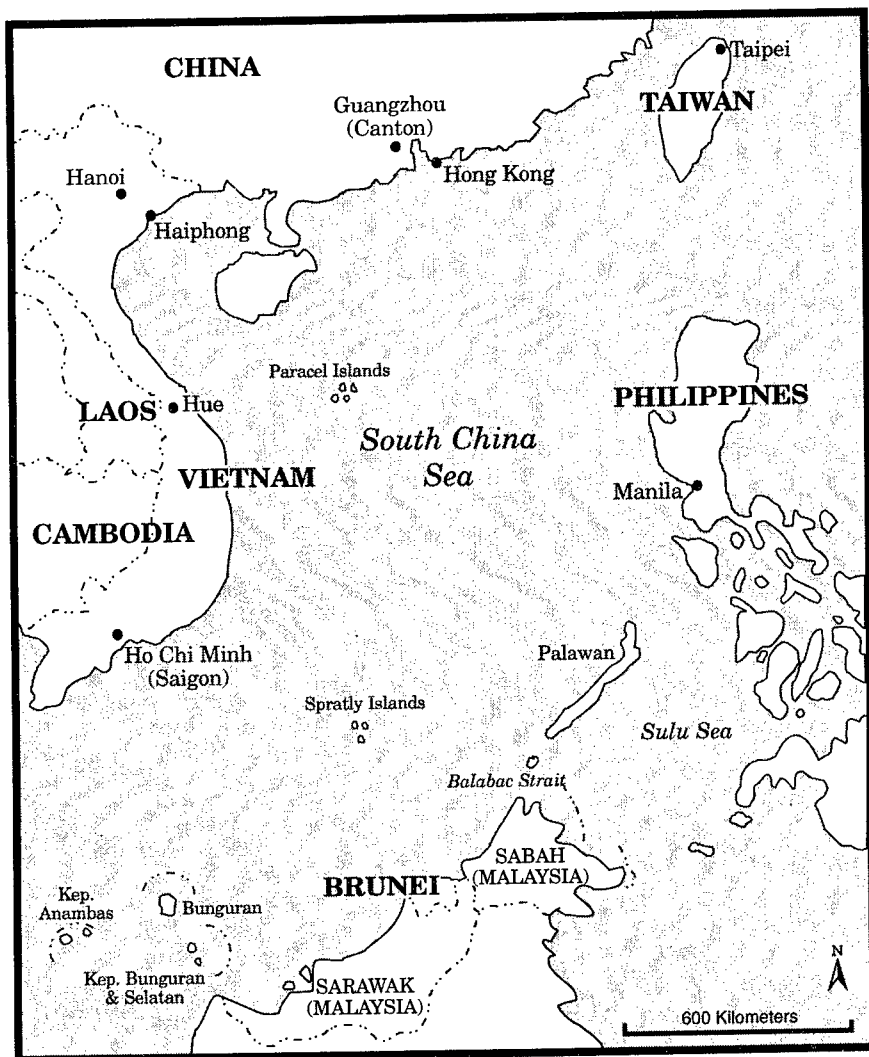 CHINA
Taipei
TAIWAN
Guangzhou
(Canton)
Hong Kong
Hanoi
Haiphong
Paracel Islands
PHILIPPINES
LAOS
Hue
South China
Sea
VIETNAM
Manila
CAMBODIA
Ho Chi Minh
(Saigon)
Palawan
Spratly Islands
Sulu Sea
Balabac Strait
SABAH
(MALAYSIA)
BRUNEI
Kep.
Anambas
Bunguran
Kep. Bunguran
& Selatan
SARAWAK
(MALAYSIA)
N
600 Kilometers